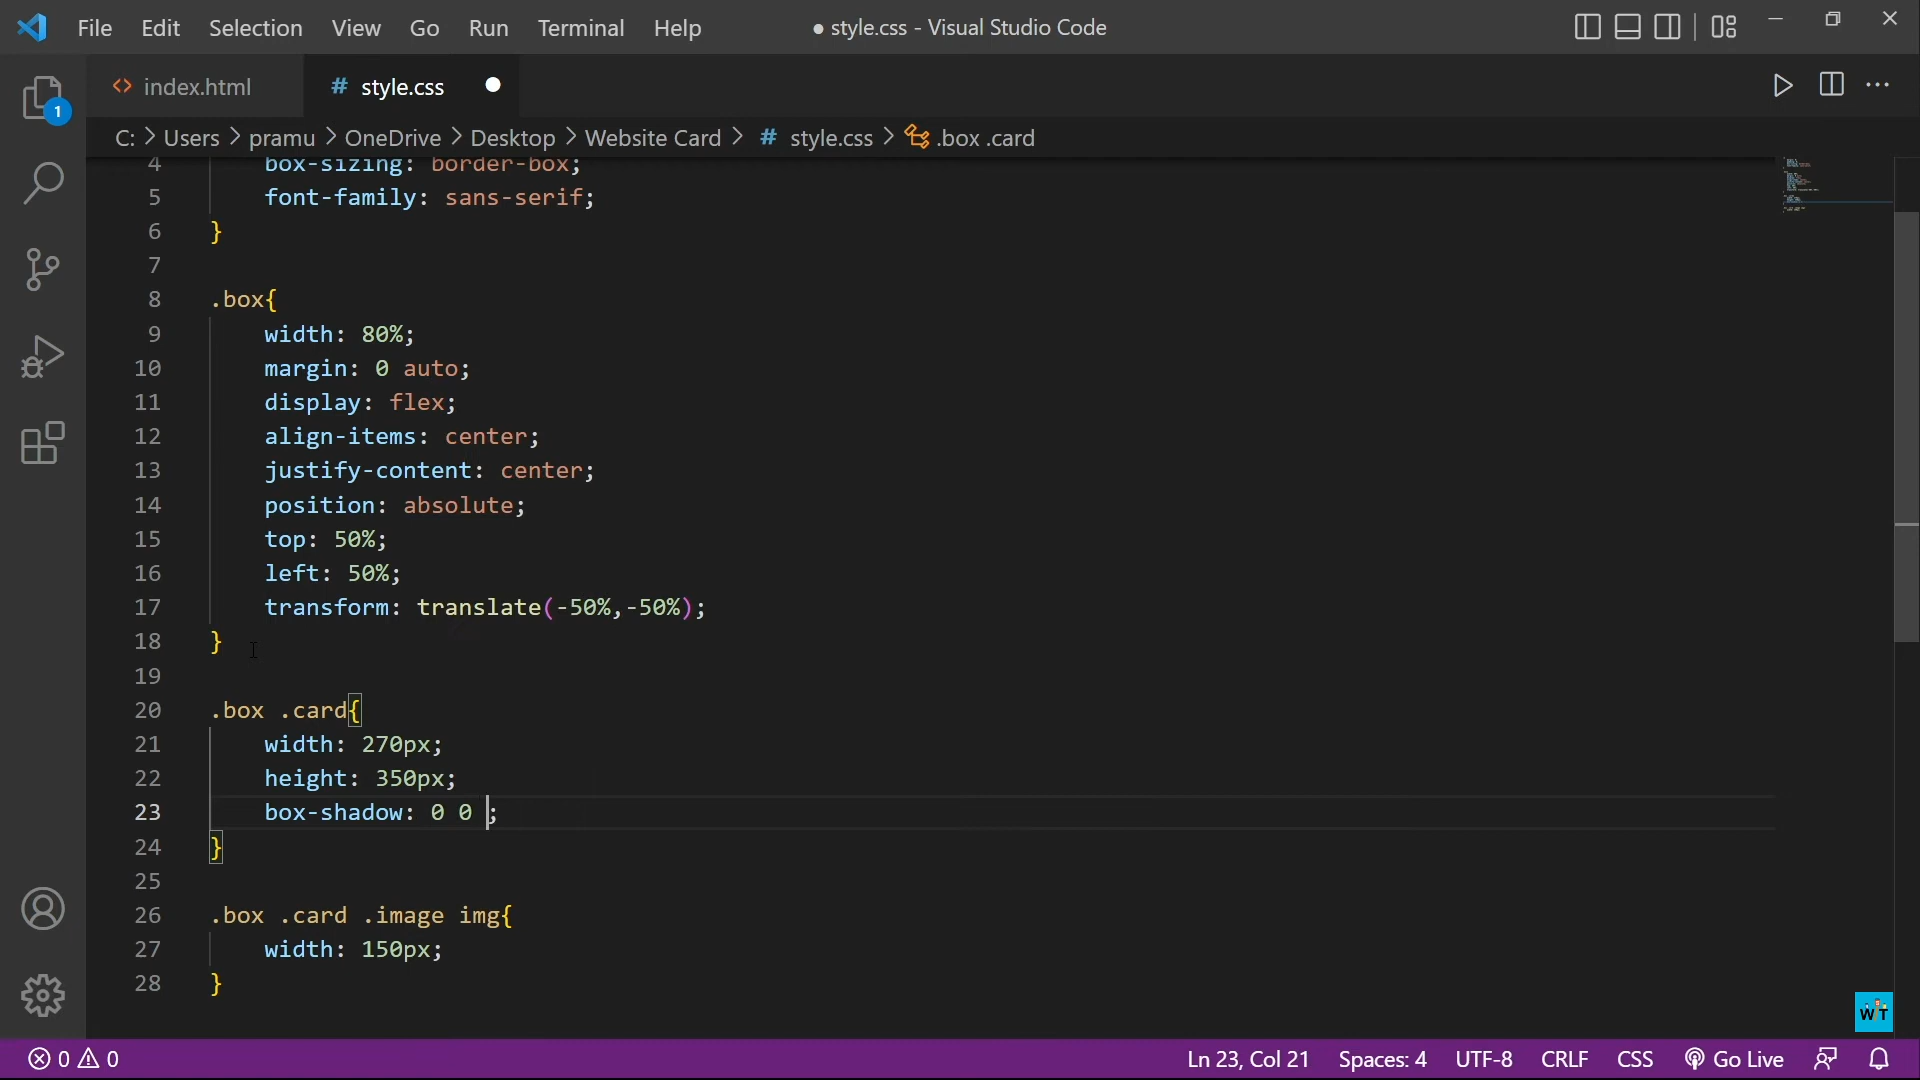 File Edit Selection View Go Run Terminal Help ● style.css - Visual Studio Code
1
<> index.html # style.css ●
C: > Users > pramu > OneDrive > Desktop > Website Card > # style.css > .box .card
4 box-sizing: border-box;
5 font-family: sans-serif;
6 }
7
8 .box{
9 width: 80%;
10 margin: 0 auto;
11 display: flex;
12 align-items: center;
13 justify-content: center;
14 position: absolute;
15 top: 50%;
16 left: 50%;
17 transform: translate(-50%,-50%);
18 }
19
20 .box .card{
21 width: 270px;
22 height: 350px;
23 box-shadow: 0 0 ;
24 }
25
26 .box .card .image img{
27 width: 150px;
28 }
WT
0 0 Ln 23, Col 21 Spaces: 4 UTF-8 CRLF CSS Go Live